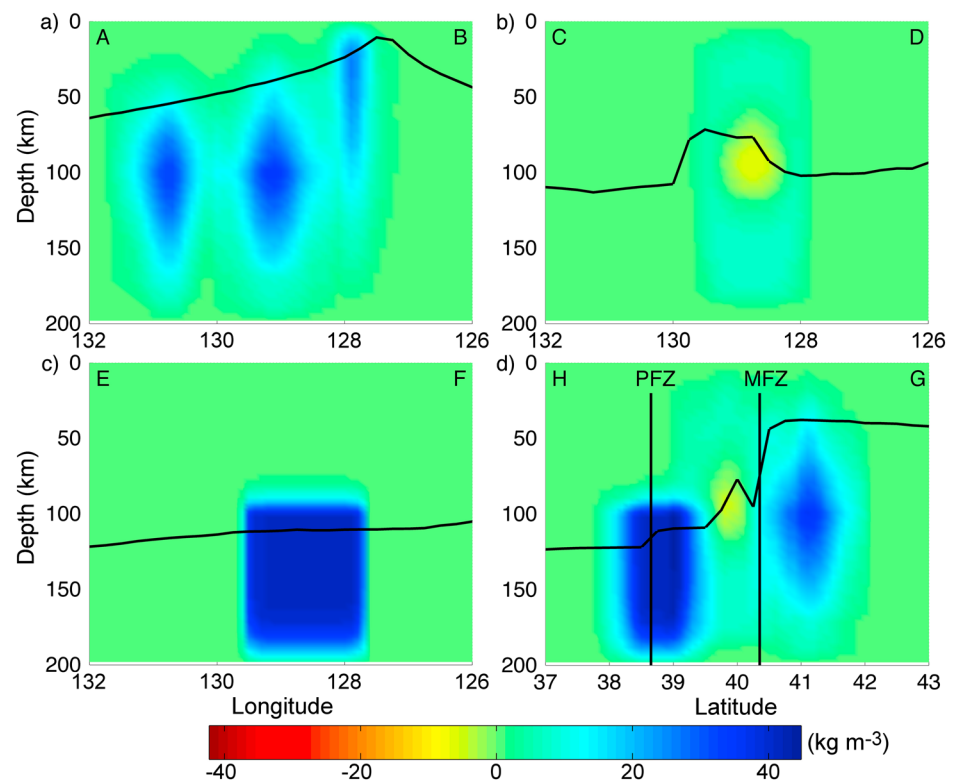 a)
A
B
0
50
100
150
200
Depth (km)
132
130
128
126
b)
C
D
0
50
100
150
200
132
130
128
126
c)
E
F
0
50
100
150
200
Depth (km)
132
130
128
126
Longitude
d)
H
PFZ
MFZ
G
0
50
100
150
200
37
38
39
40
41
42
43
Latitude
-40
-20
0
20
40
(kg m-3)